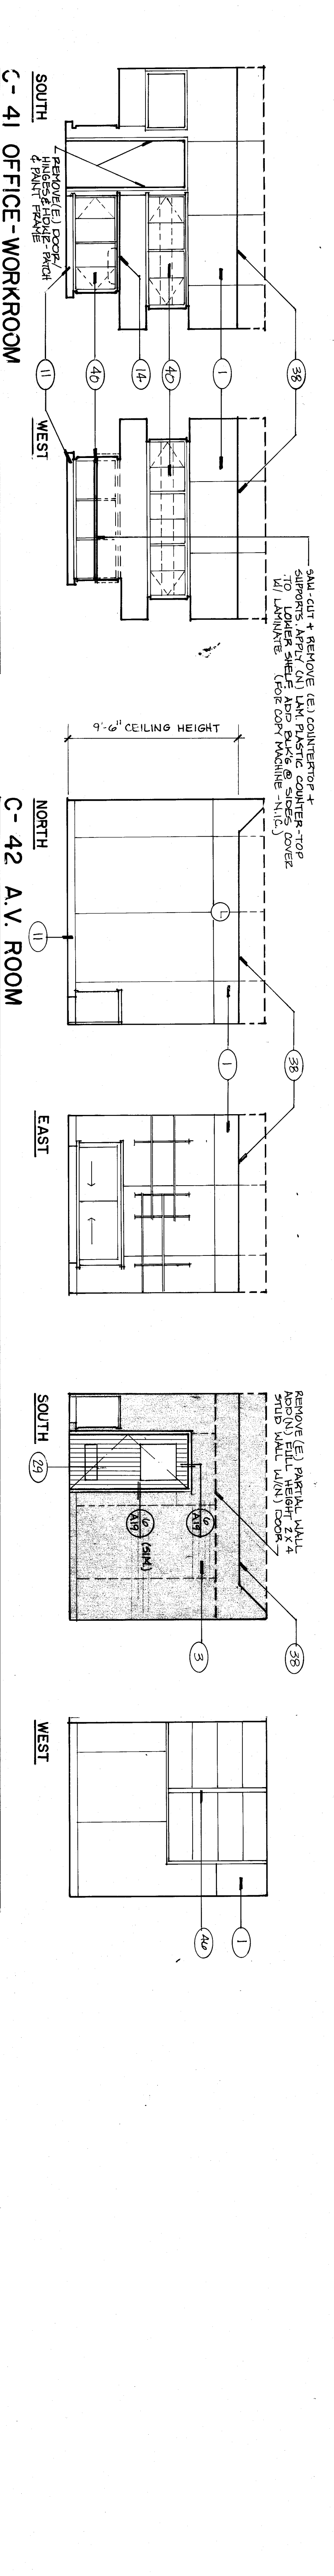 38
1
40
14
40
11
REMOVE (E) DOOR/
HINGES & HDWR-PATCH
& PAINT FRAME
SOUTH
WEST
C-41 OFFICE-WORKROOM
SAW-CUT + REMOVE (E) COUNTERTOP +
SUPPORTS. APPLY (N) LAM. PLASTIC COUNTER-TOP
TO LOWER SHELF. ADD BLK'G @ SIDES COVER
W/ LAMINATE (FOR COPY MACHINE - N.I.C.)
9'-6" CEILING HEIGHT
L
38
1
11
NORTH
EAST
C-42 A.V. ROOM
REMOVE (E) PARTIAL WALL
ADD (N) FULL HEIGHT 2x4
STUD WALL W/(N) DOOR
38
3
6
A19
6
A19
(SIM)
29
SOUTH
1
46
WEST